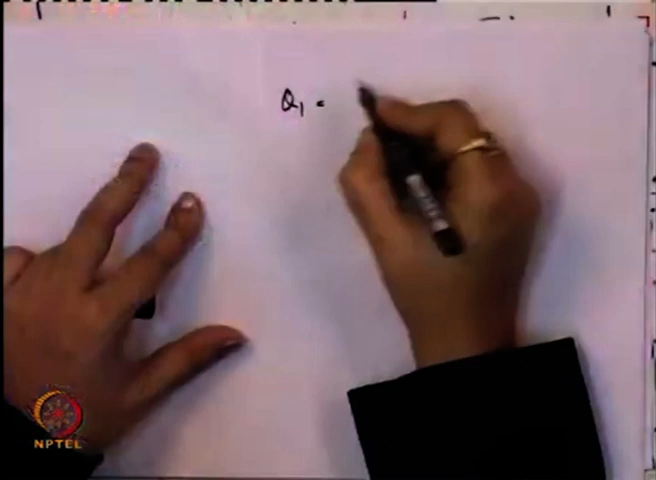 Q₁ =
NPTEL